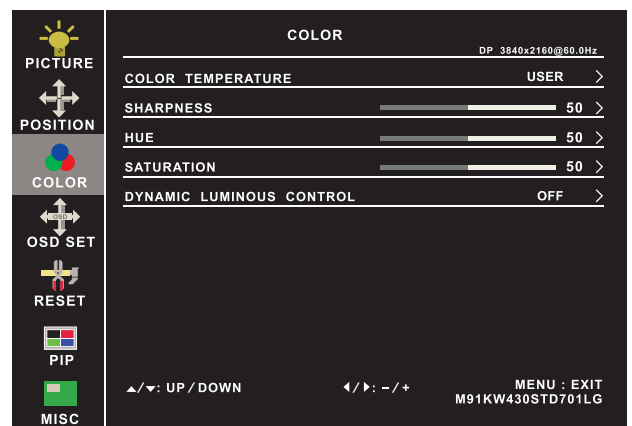 PICTURE
POSITION
COLOR
OSD
OSD SET
RESET
PIP
MISC
COLOR
DP 3840x2160@60.0Hz
COLOR TEMPERATURE USER >
SHARPNESS 50 >
HUE 50 >
SATURATION 50 >
DYNAMIC LUMINOUS CONTROL OFF >
▲/▼: UP / DOWN ◀/▶: – / + MENU : EXIT
M91KW430STD701LG